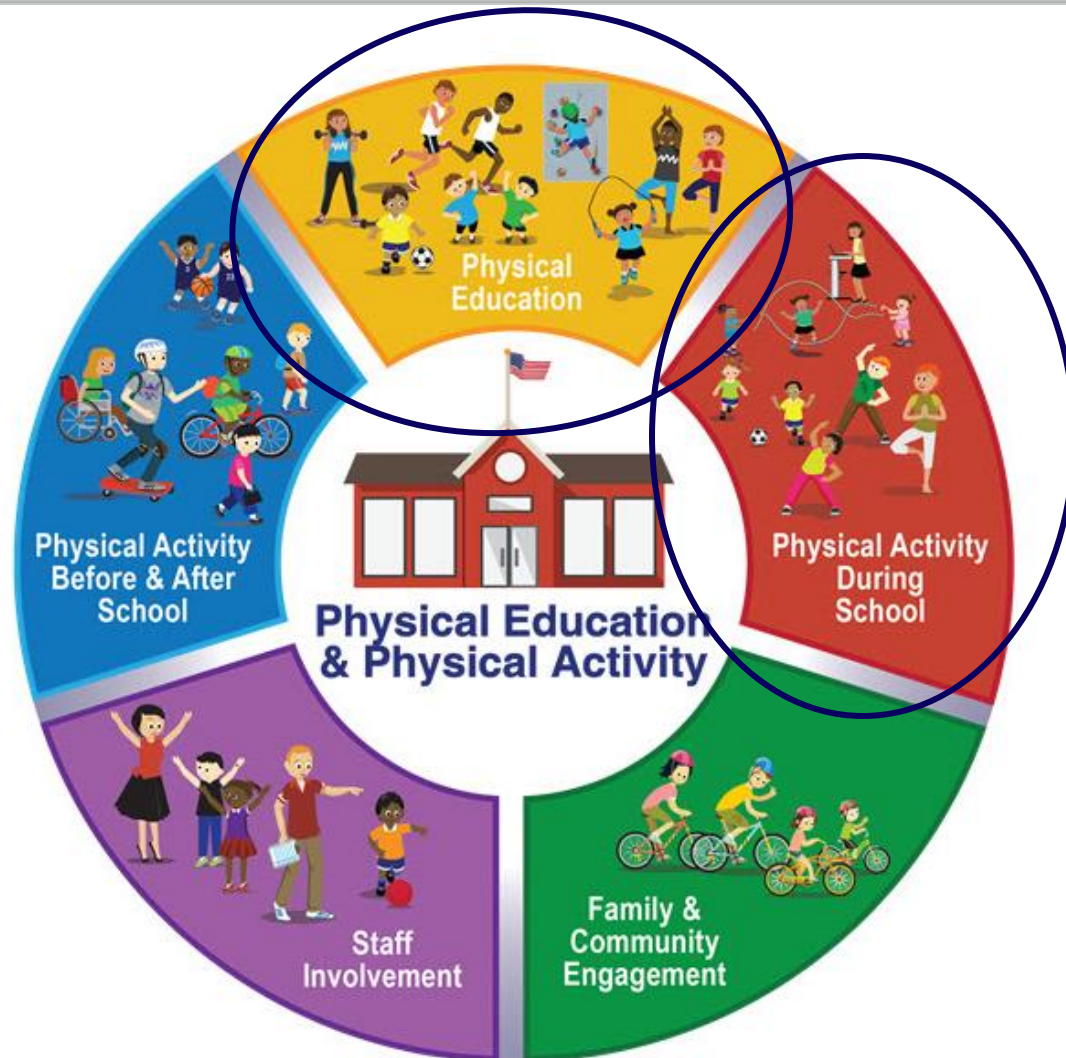 Physical
Education
Physical Activity
During
School
Family &
Community
Engagement
Staff
Involvement
Physical Activity
Before & After
School
Physical Education
& Physical Activity